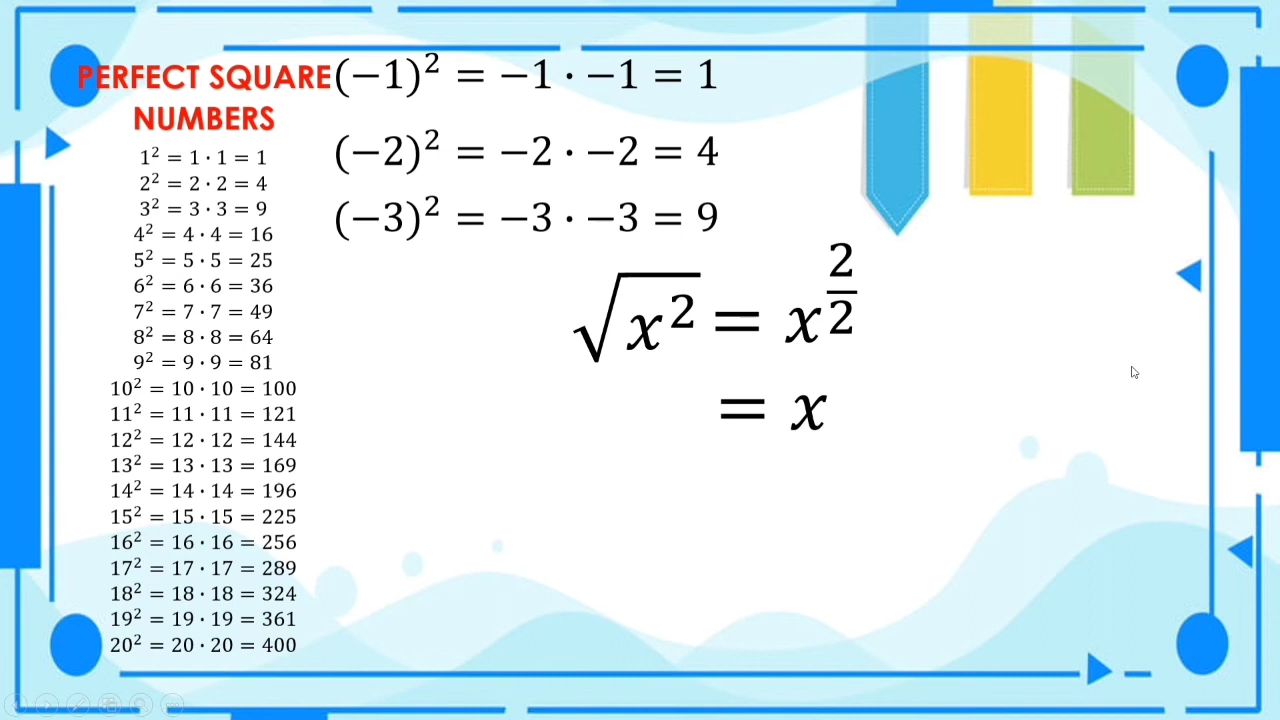 PERFECT SQUARE
NUMBERS
1² = 1 · 1 = 1
2² = 2 · 2 = 4
3² = 3 · 3 = 9
4² = 4 · 4 = 16
5² = 5 · 5 = 25
6² = 6 · 6 = 36
7² = 7 · 7 = 49
8² = 8 · 8 = 64
9² = 9 · 9 = 81
10² = 10 · 10 = 100
11² = 11 · 11 = 121
12² = 12 · 12 = 144
13² = 13 · 13 = 169
14² = 14 · 14 = 196
15² = 15 · 15 = 225
16² = 16 · 16 = 256
17² = 17 · 17 = 289
18² = 18 · 18 = 324
19² = 19 · 19 = 361
20² = 20 · 20 = 400
(−1)² = −1 · −1 = 1
(−2)² = −2 · −2 = 4
(−3)² = −3 · −3 = 9
√x² = x^(2/2)
= x